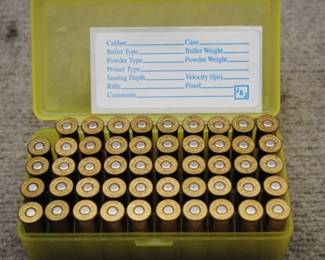 Caliber Case
Bullet Type Bullet Weight
Powder Type Powder Weight
Primer Type
Seating Depth Velocity (fps)
Rifle Pistol
Comments